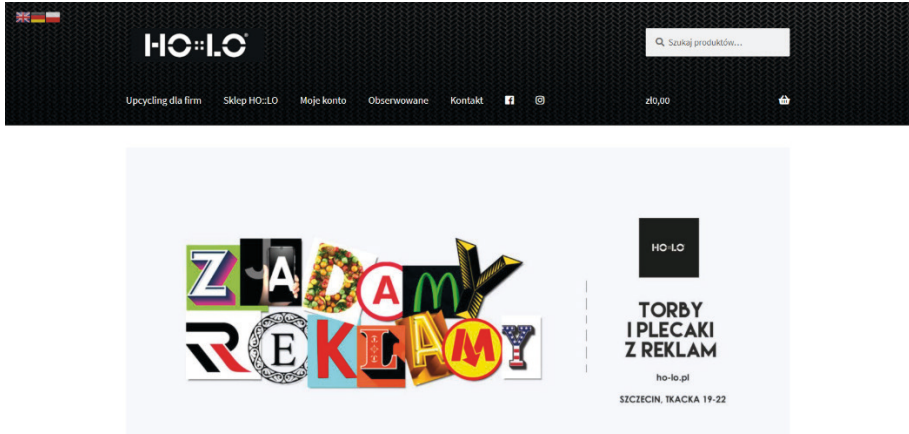 HO::LO®
Szukaj produktów...
Upcycling dla firm Sklep HO::LO Moje konto Obserwowane Kontakt zł0,00
ZJADAMY
REKLAMY
HO::LO
TORBY
I PLECAKI
Z REKLAM
ho-lo.pl
SZCZECIN, TKACKA 19-22